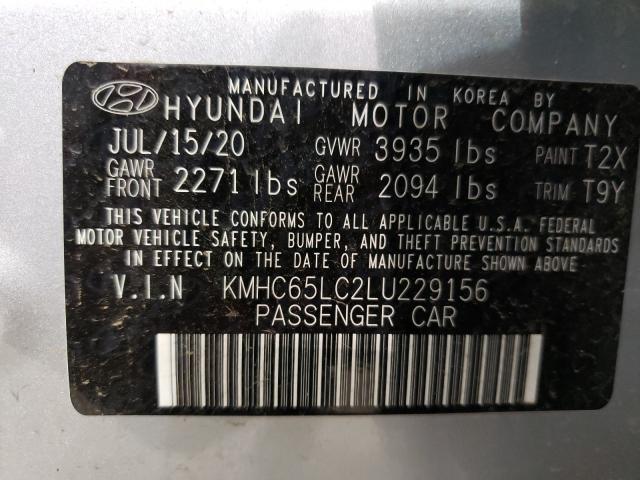 MANUFACTURED IN KOREA BY
HYUNDAI MOTOR COMPANY
JUL/15/20 GVWR 3935 lbs PAINT T2X
GAWR FRONT 2271 lbs GAWR REAR 2094 lbs TRIM T9Y
THIS VEHICLE CONFORMS TO ALL APPLICABLE U.S.A. FEDERAL
MOTOR VEHICLE SAFETY, BUMPER, AND THEFT PREVENTION STANDARDS
IN EFFECT ON THE DATE OF MANUFACTURE SHOWN ABOVE.
V.I.N KMHC65LC2LU229156
PASSENGER CAR